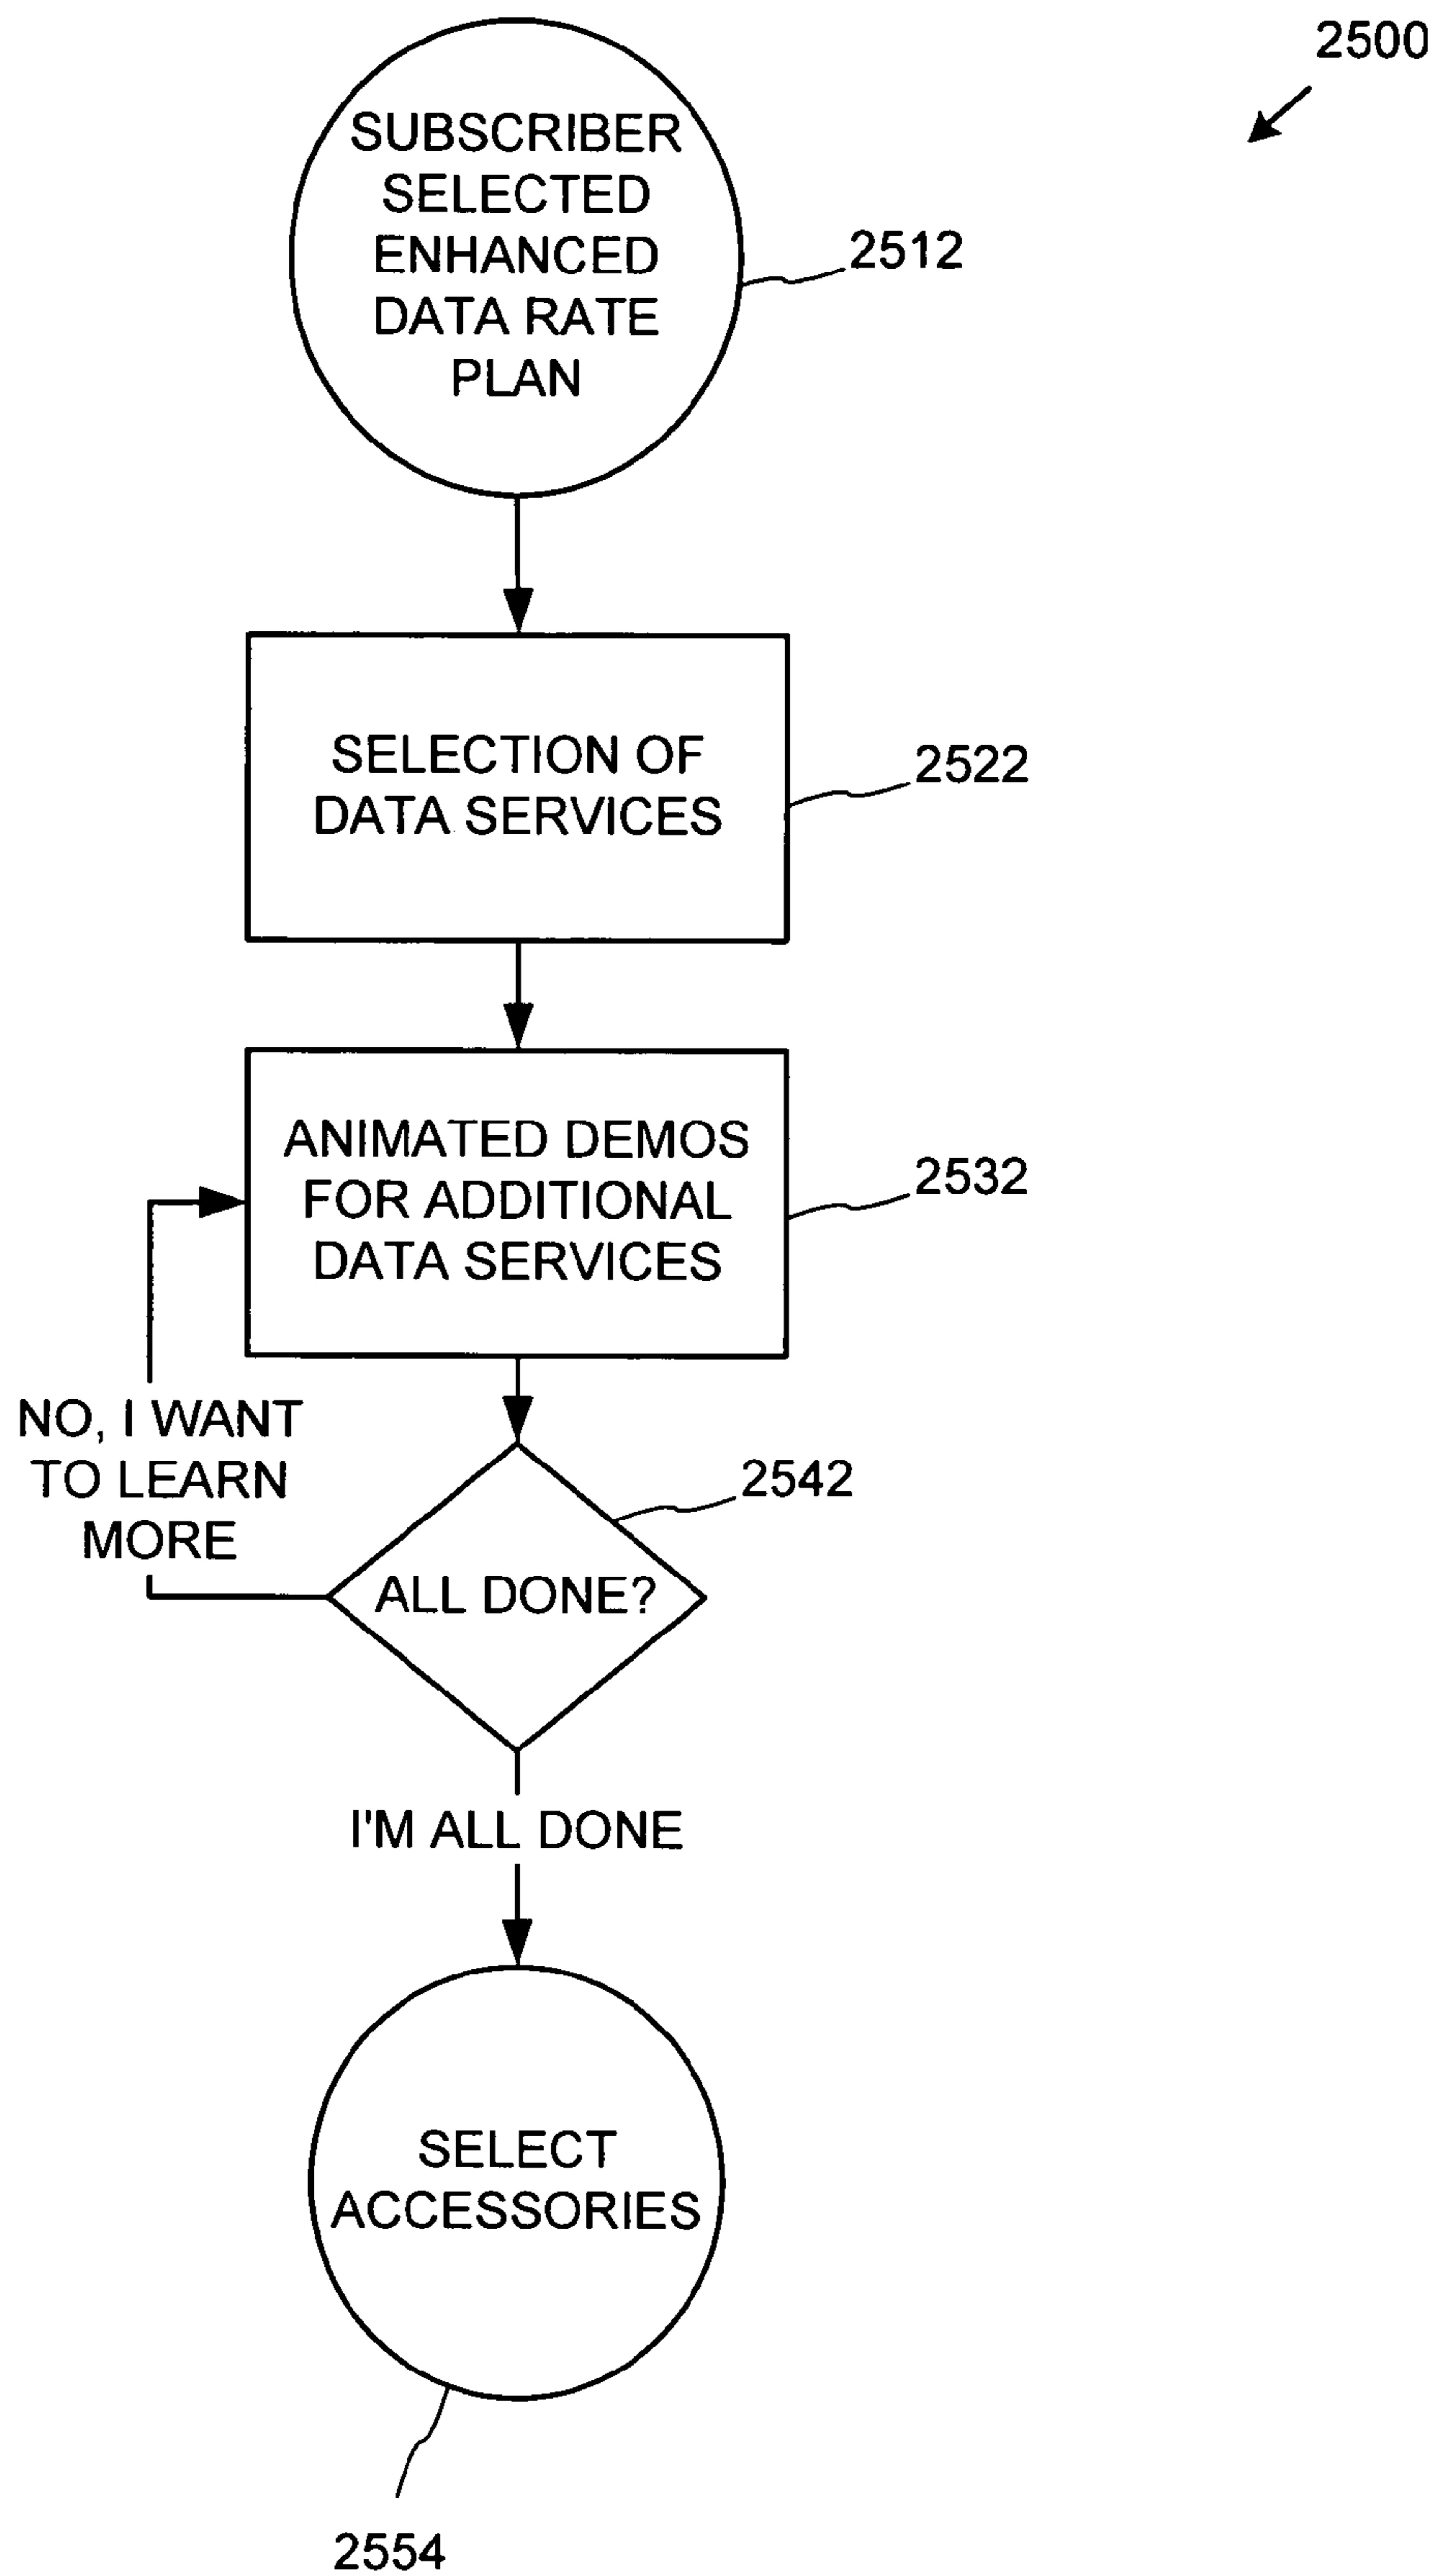 2500
SUBSCRIBER
SELECTED
ENHANCED
DATA RATE
PLAN
2512
SELECTION OF
DATA SERVICES
2522
ANIMATED DEMOS
FOR ADDITIONAL
DATA SERVICES
2532
NO, I WANT
TO LEARN
MORE
2542
ALL DONE?
I'M ALL DONE
SELECT
ACCESSORIES
2554